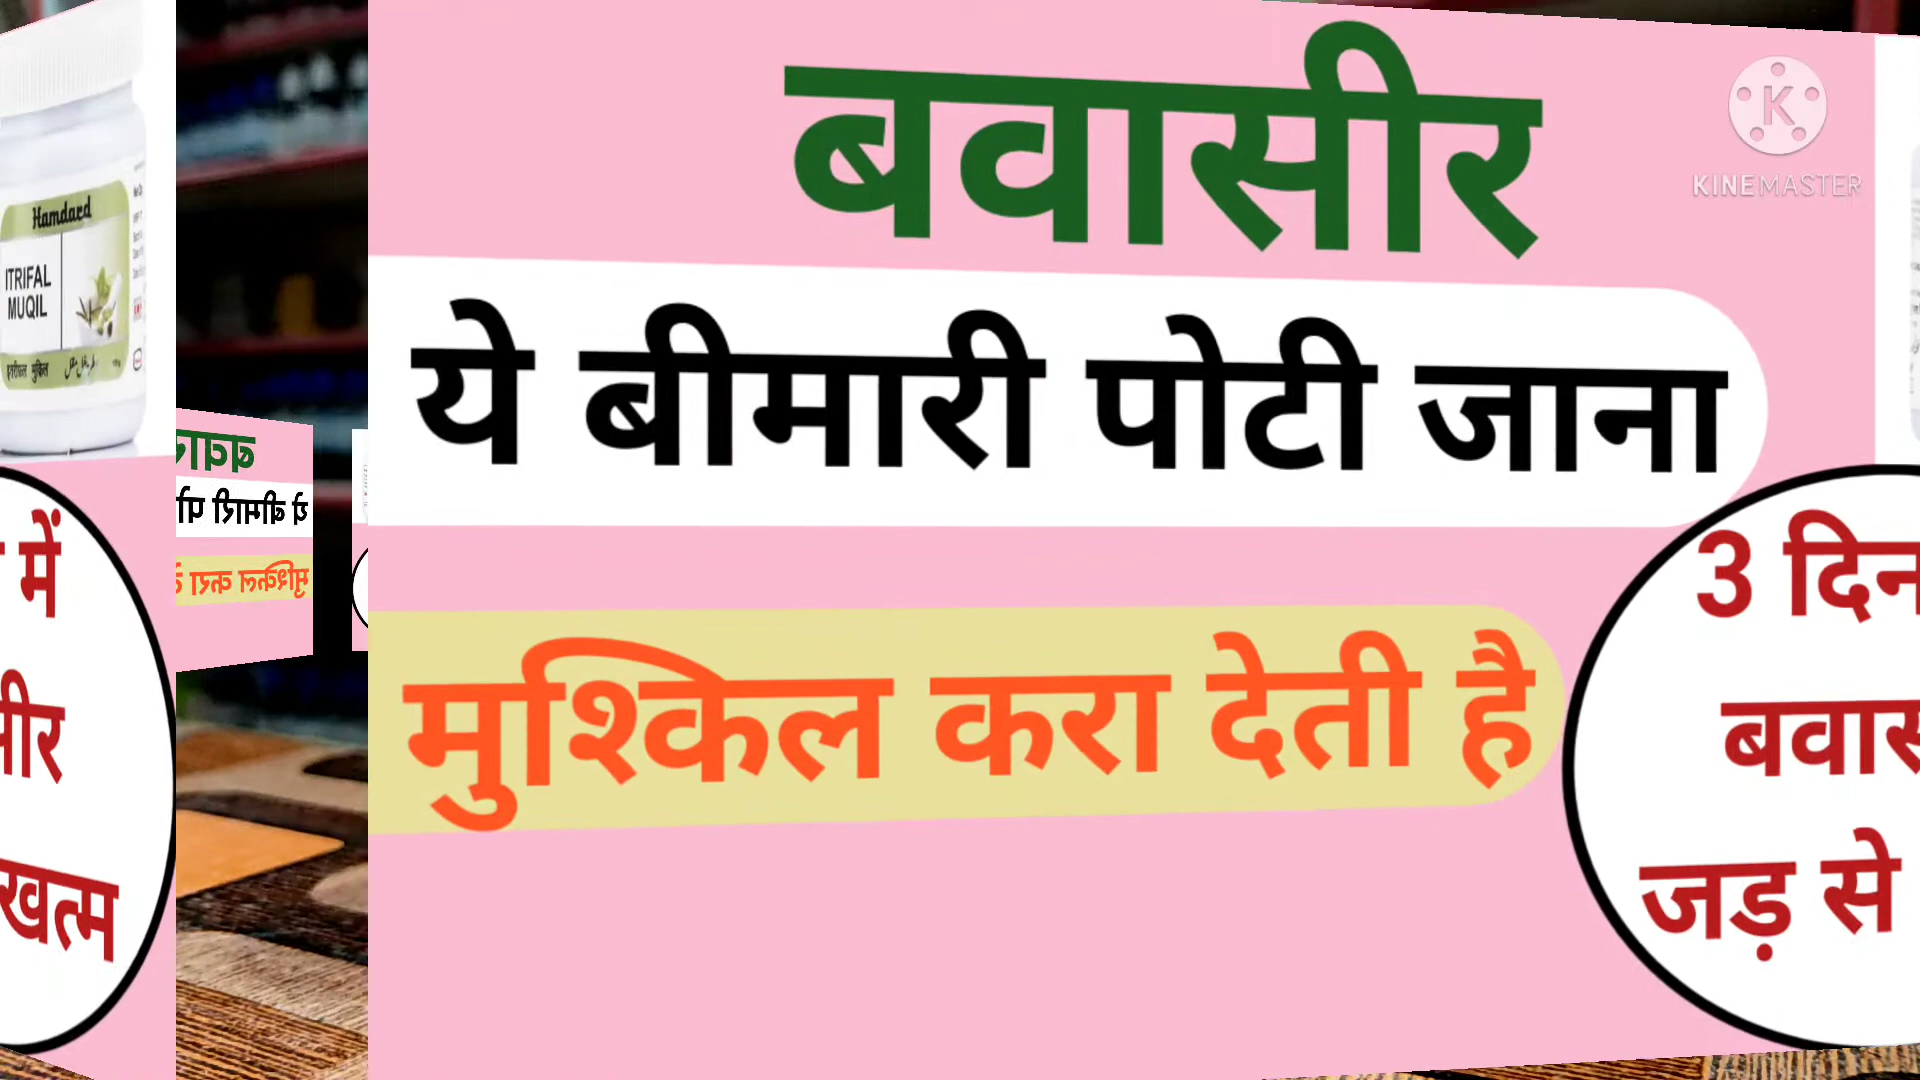 बवासीर
ये बीमारी पोटी जाना
मुश्किल करा देती है
3 दिन
जड़ से
KINEMASTER
Hamdard
ITRIFAL
MUQIL
में
खत्म